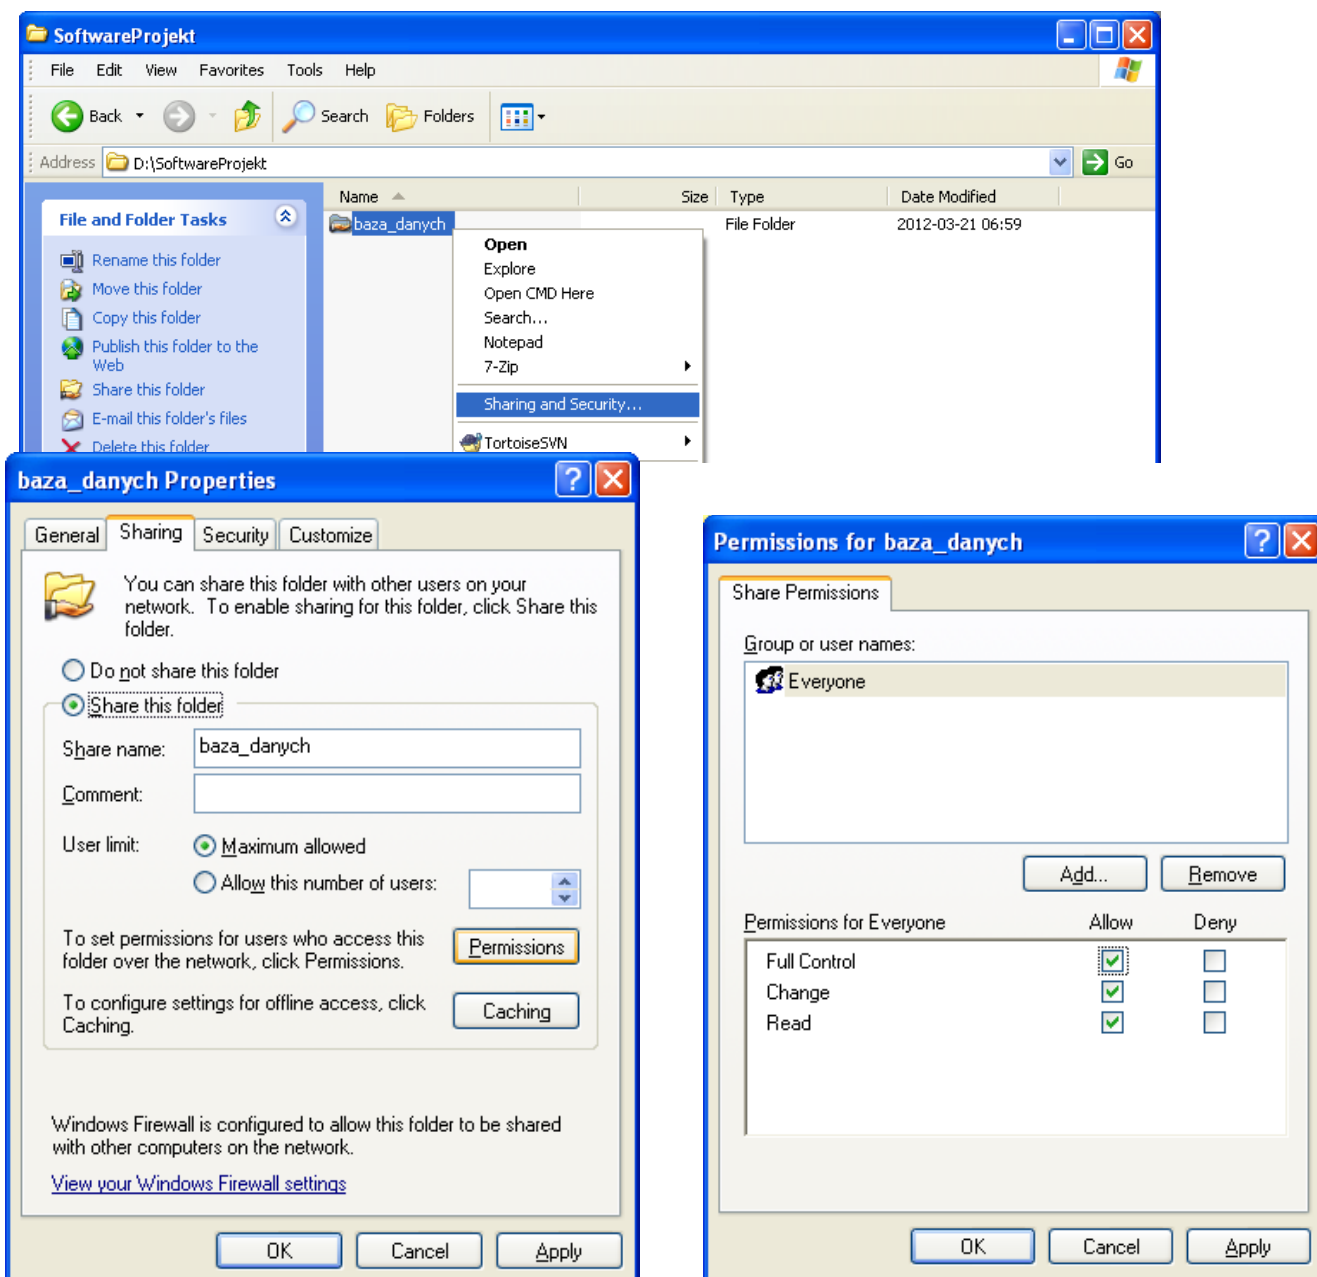 SoftwareProjekt
File Edit View Favorites Tools Help
Back Search Folders
Address D:\SoftwareProjekt Go
Name Size Type Date Modified
File and Folder Tasks
baza_danych File Folder 2012-03-21 06:59
Rename this folder
Move this folder
Copy this folder
Publish this folder to the
Web
Share this folder
E-mail this folder's files
Delete this folder
Open
Explore
Open CMD Here
Search...
Notepad
7-Zip
Sharing and Security...
TortoiseSVN
baza_danych Properties
General Sharing Security Customize
You can share this folder with other users on your
network. To enable sharing for this folder, click Share this
folder.
Do not share this folder
Share this folder
Share name: baza_danych
Comment:
User limit: Maximum allowed
Allow this number of users:
To set permissions for users who access this
folder over the network, click Permissions.
Permissions
To configure settings for offline access, click
Caching.
Caching
Windows Firewall is configured to allow this folder to be shared
with other computers on the network.
View your Windows Firewall settings
OK Cancel Apply
Permissions for baza_danych
Share Permissions
Group or user names:
Everyone
Add... Remove
Permissions for Everyone Allow Deny
Full Control
Change
Read
OK Cancel Apply